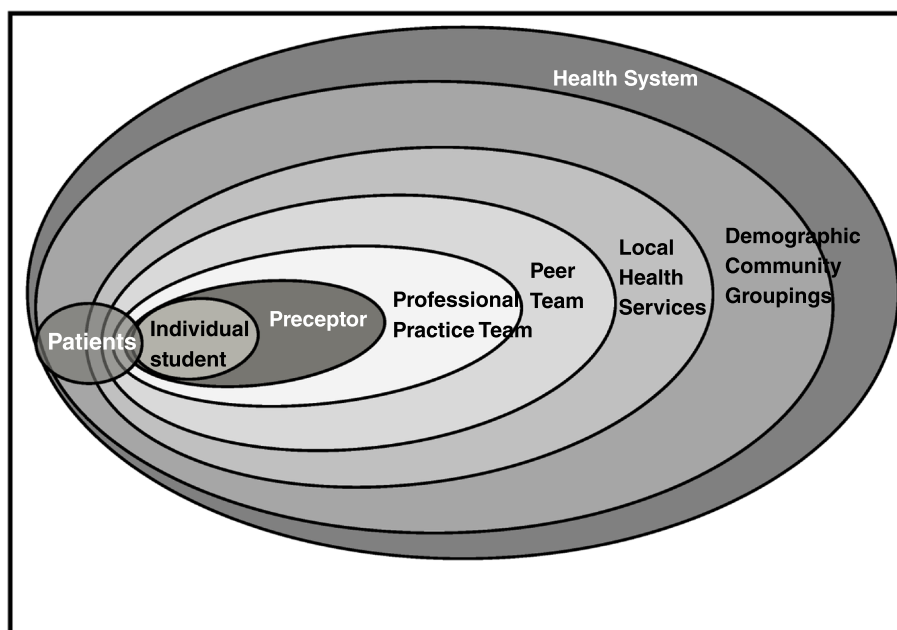 Health System
Demographic
Community
Groupings
Local
Health
Services
Peer
Team
Professional
Practice Team
Preceptor
Individual
student
Patients